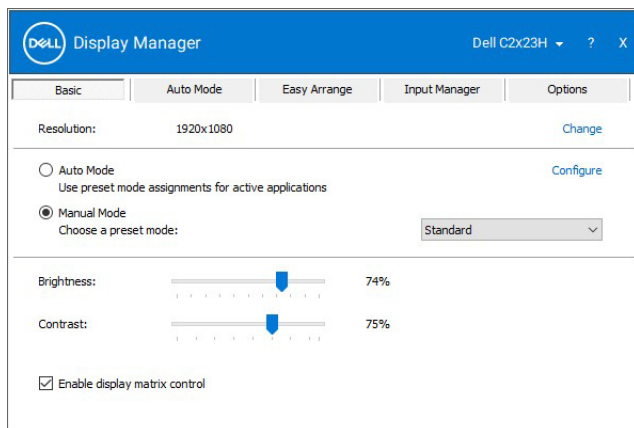 DELL Display Manager Dell C2x23H ? X
Basic Auto Mode Easy Arrange Input Manager Options
Resolution: 1920x1080 Change
Auto Mode Configure
Use preset mode assignments for active applications
Manual Mode
Choose a preset mode: Standard
Brightness: 74%
Contrast: 75%
Enable display matrix control